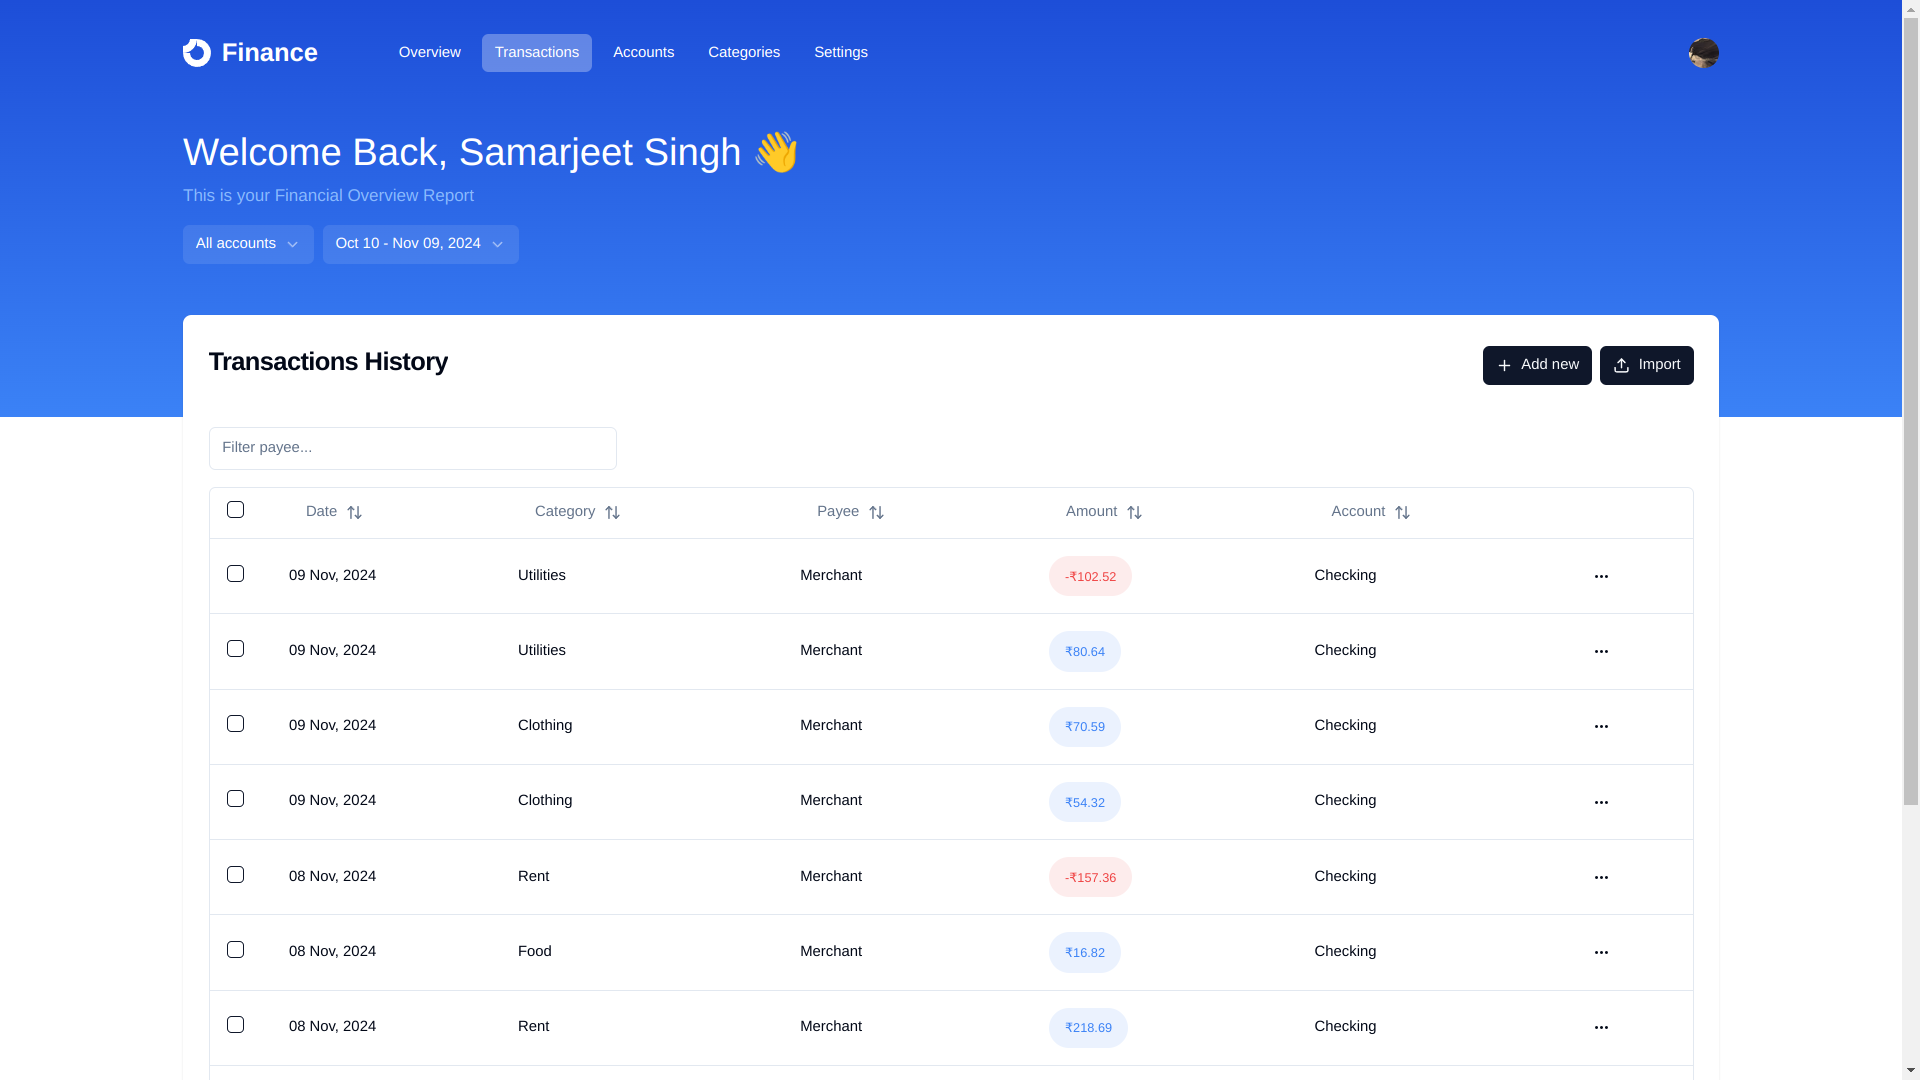 Finance Overview Transactions Accounts Categories Settings
Welcome Back, Samarjeet Singh 👋
This is your Financial Overview Report
All accounts Oct 10 - Nov 09, 2024
Transactions History Add new Import
Filter payee...
Date Category Payee Amount Account
09 Nov, 2024 Utilities Merchant -₹102.52 Checking
09 Nov, 2024 Utilities Merchant ₹80.64 Checking
09 Nov, 2024 Clothing Merchant ₹70.59 Checking
09 Nov, 2024 Clothing Merchant ₹54.32 Checking
08 Nov, 2024 Rent Merchant -₹157.36 Checking
08 Nov, 2024 Food Merchant ₹16.82 Checking
08 Nov, 2024 Rent Merchant ₹218.69 Checking